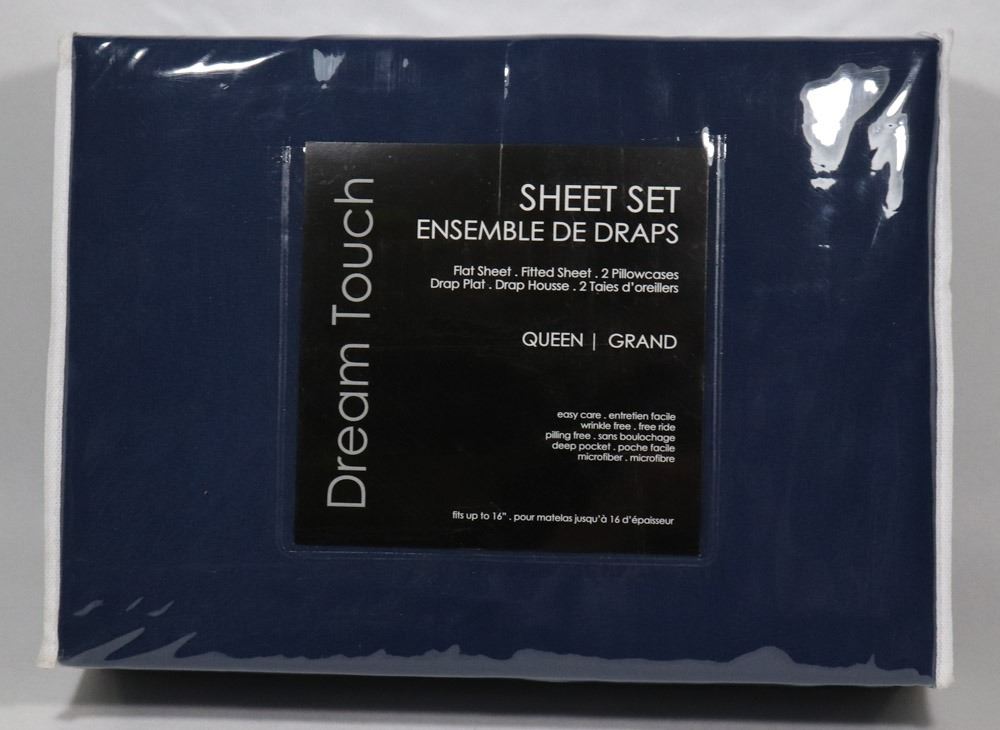 Dream Touch
SHEET SET
ENSEMBLE DE DRAPS
Flat Sheet . Fitted Sheet . 2 Pillowcases
Drap Plat . Drap Housse . 2 Taies d'oreillers
QUEEN | GRAND
easy care . entretien facile
wrinkle free . free ride
pilling free . sans boulochage
deep pocket . poche facile
microfiber . microfibre
fits up to 16" . pour matelas jusqu'à 16 d'épaisseur